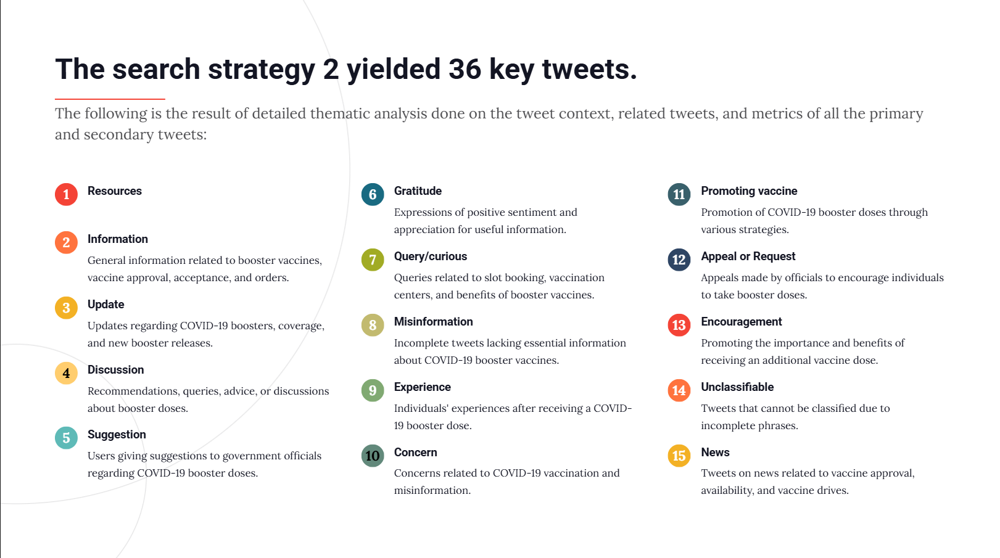 The search strategy 2 yielded 36 key tweets.
The following is the result of detailed thematic analysis done on the tweet context, related tweets, and metrics of all the primary
and secondary tweets:
1 Resources
2 Information
General information related to booster vaccines,
vaccine approval, acceptance, and orders.
3 Update
Updates regarding COVID-19 boosters, coverage,
and new booster releases.
4 Discussion
Recommendations, queries, advice, or discussions
about booster doses.
5 Suggestion
Users giving suggestions to government officials
regarding COVID-19 booster doses.
6 Gratitude
Expressions of positive sentiment and
appreciation for useful information.
7 Query/curious
Queries related to slot booking, vaccination
centers, and benefits of booster vaccines.
8 Misinformation
Incomplete tweets lacking essential information
about COVID-19 booster vaccines.
9 Experience
Individuals' experiences after receiving a COVID-
19 booster dose.
10 Concern
Concerns related to COVID-19 vaccination and
misinformation.
11 Promoting vaccine
Promotion of COVID-19 booster doses through
various strategies.
12 Appeal or Request
Appeals made by officials to encourage individuals
to take booster doses.
13 Encouragement
Promoting the importance and benefits of
receiving an additional vaccine dose.
14 Unclassifiable
Tweets that cannot be classified due to
incomplete phrases.
15 News
Tweets on news related to vaccine approval,
availability, and vaccine drives.